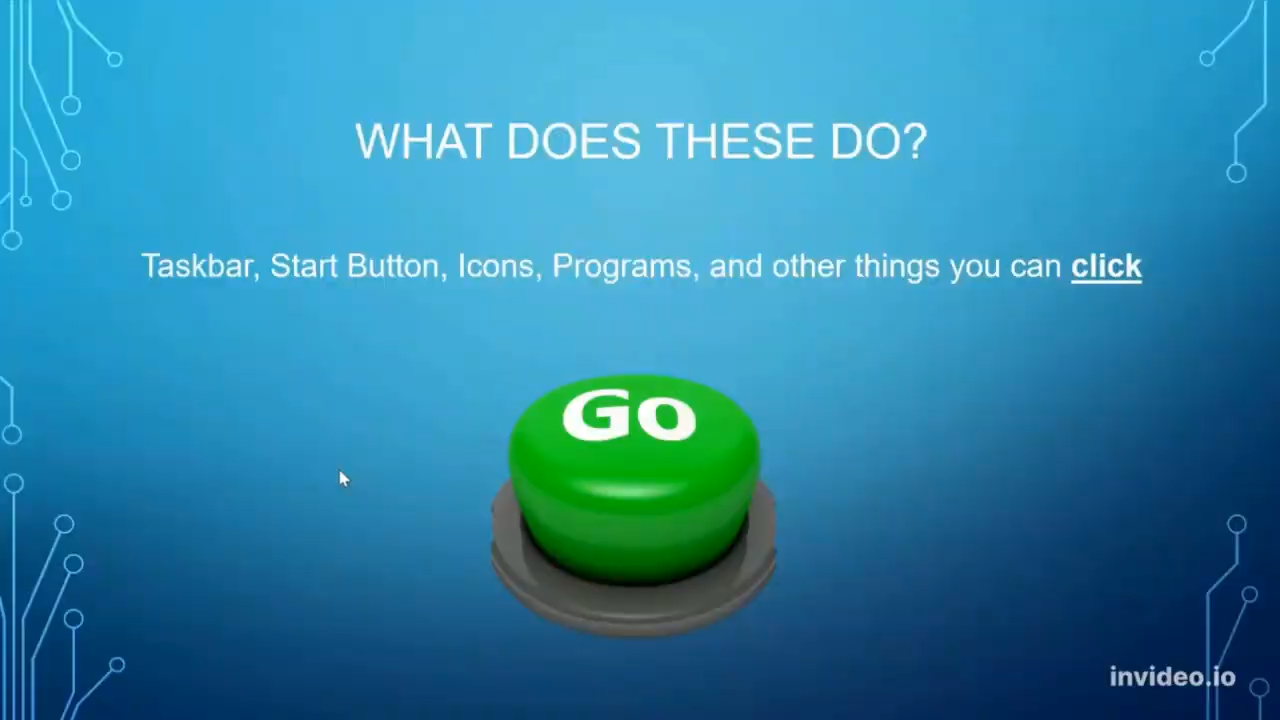 WHAT DOES THESE DO?
Taskbar, Start Button, Icons, Programs, and other things you can click
Go
invideo.io